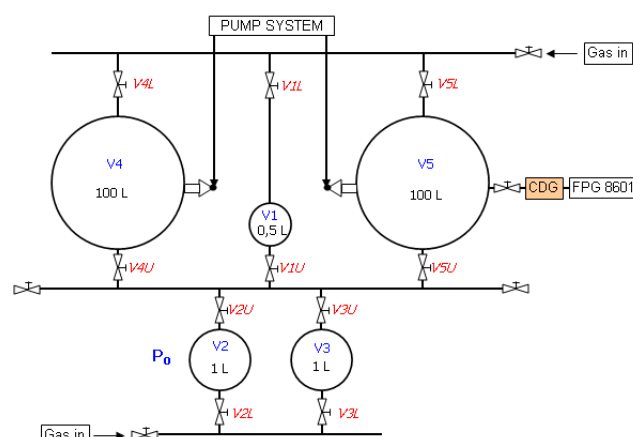 PUMP SYSTEM
Gas in
V4L
V1L
V5L
V4
100 L
V5
100 L
CDG
FPG 8601
V1
0,5 L
V4U
V1U
V5U
V2U
V3U
P₀
V2
1 L
V3
1 L
V2L
V3L
Gas in